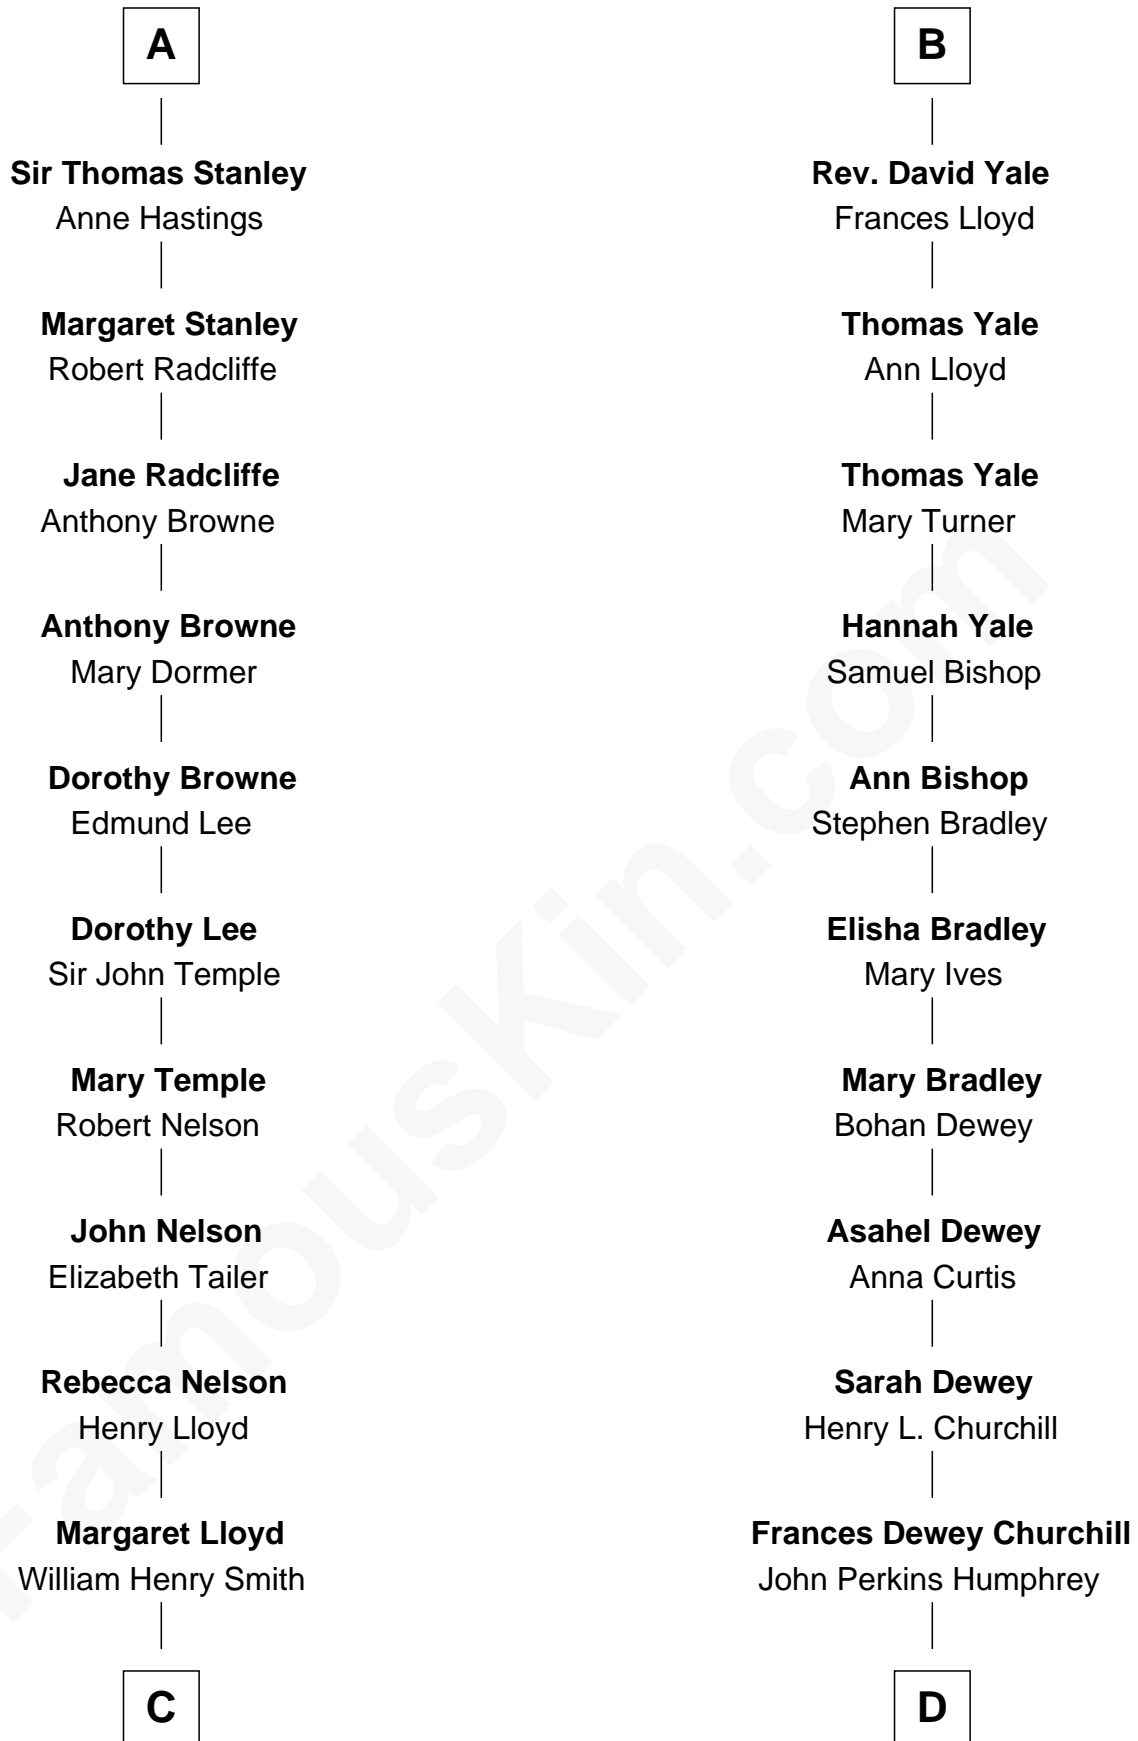 A
Sir Thomas Stanley
Anne Hastings
Margaret Stanley
Robert Radcliffe
Jane Radcliffe
Anthony Browne
Anthony Browne
Mary Dormer
Dorothy Browne
Edmund Lee
Dorothy Lee
Sir John Temple
Mary Temple
Robert Nelson
John Nelson
Elizabeth Tailer
Rebecca Nelson
Henry Lloyd
Margaret Lloyd
William Henry Smith
C
B
Rev. David Yale
Frances Lloyd
Thomas Yale
Ann Lloyd
Thomas Yale
Mary Turner
Hannah Yale
Samuel Bishop
Ann Bishop
Stephen Bradley
Elisha Bradley
Mary Ives
Mary Bradley
Bohan Dewey
Asahel Dewey
Anna Curtis
Sarah Dewey
Henry L. Churchill
Frances Dewey Churchill
John Perkins Humphrey
D
FamousKin.com